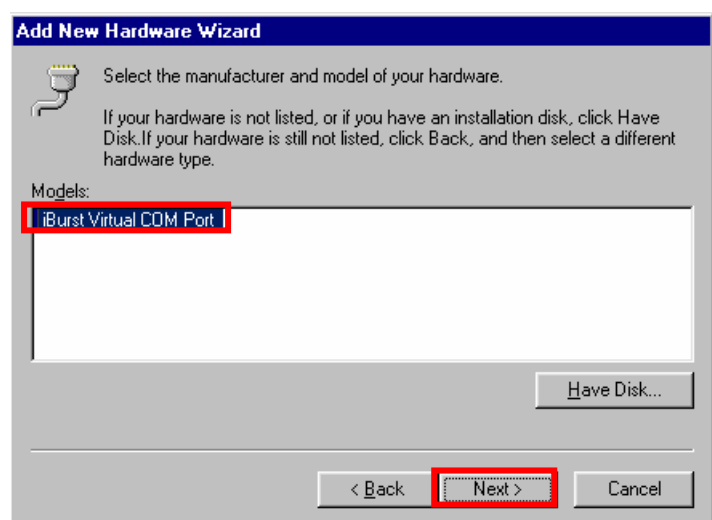 Add New Hardware Wizard
Select the manufacturer and model of your hardware.
If your hardware is not listed, or if you have an installation disk, click Have
Disk.If your hardware is still not listed, click Back, and then select a different
hardware type.
Models:
iBurst Virtual COM Port
Have Disk...
< Back Next > Cancel